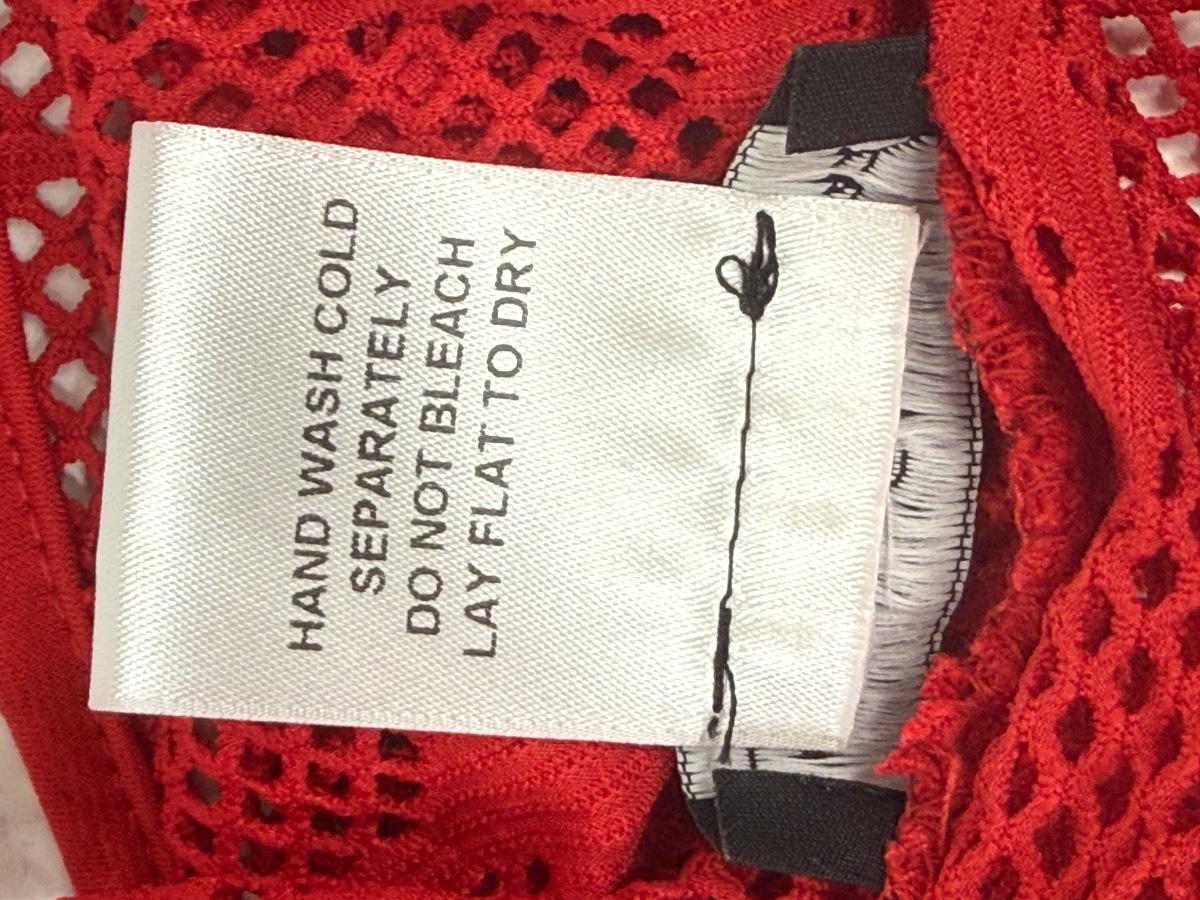 HAND WASH COLD
SEPARATELY
DO NOT BLEACH
LAY FLAT TO DRY